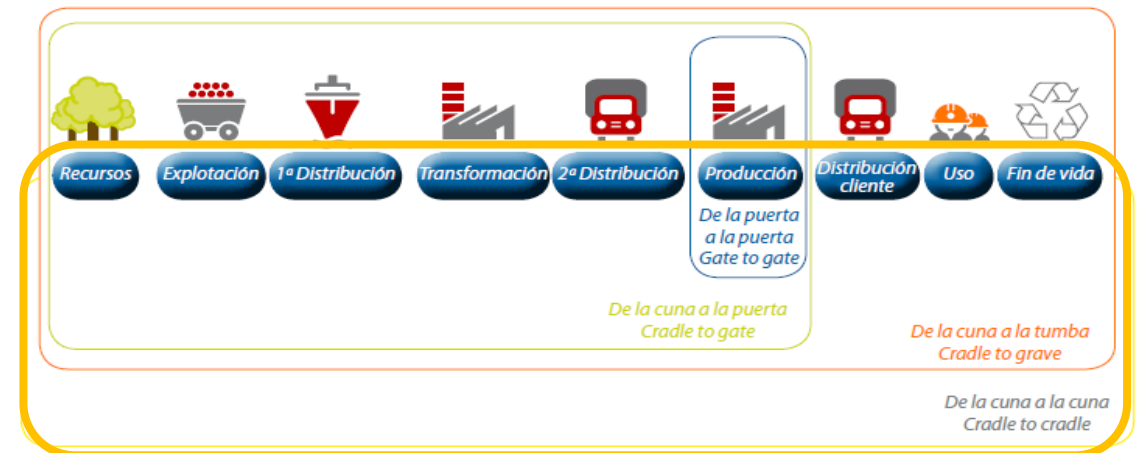 Recursos
Explotación
1ª Distribución
Transformación
2ª Distribución
Producción
Distribución
cliente
Uso
Fin de vida
De la puerta
a la puerta
Gate to gate
De la cuna a la puerta
Cradle to gate
De la cuna a la tumba
Cradle to grave
De la cuna a la cuna
Cradle to cradle